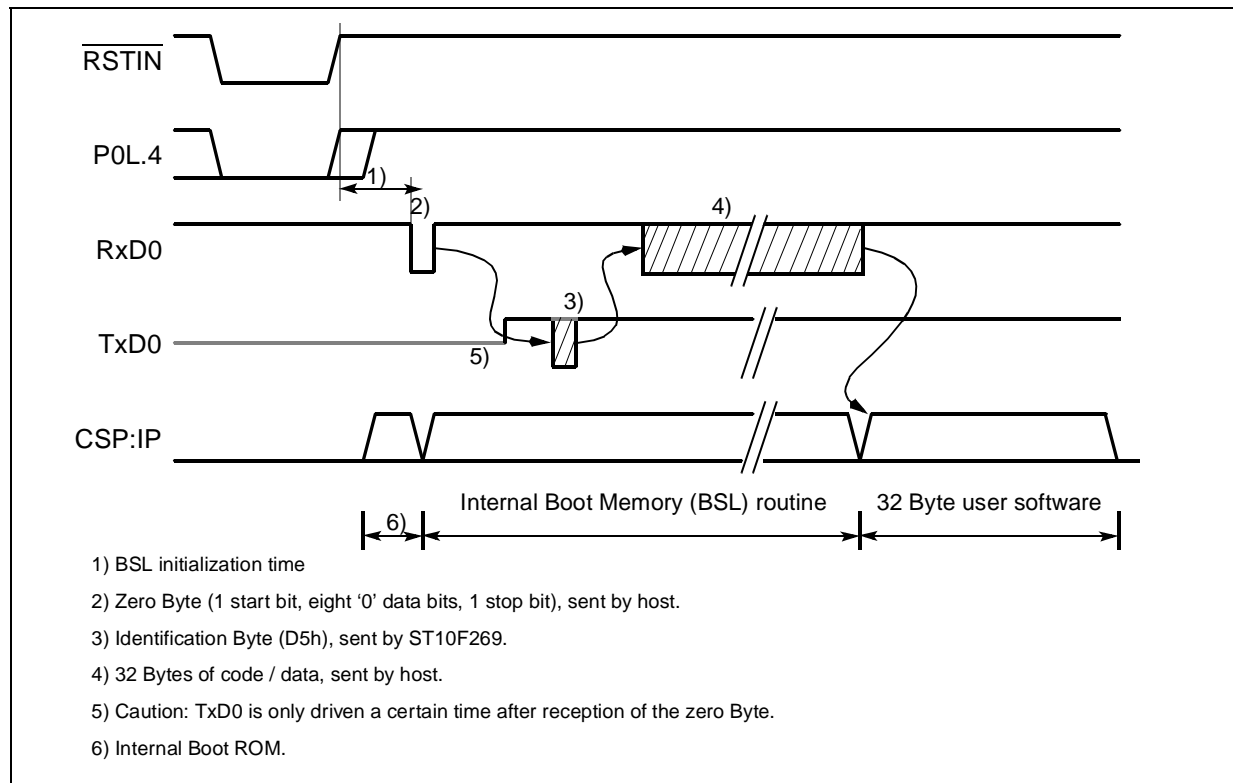 RSTIN
P0L.4
1)
2)
4)
RxD0
3)
TxD0
5)
CSP:IP
6)
Internal Boot Memory (BSL) routine
32 Byte user software
1) BSL initialization time
2) Zero Byte (1 start bit, eight ‘0’ data bits, 1 stop bit), sent by host.
3) Identification Byte (D5h), sent by ST10F269.
4) 32 Bytes of code / data, sent by host.
5) Caution: TxD0 is only driven a certain time after reception of the zero Byte.
6) Internal Boot ROM.